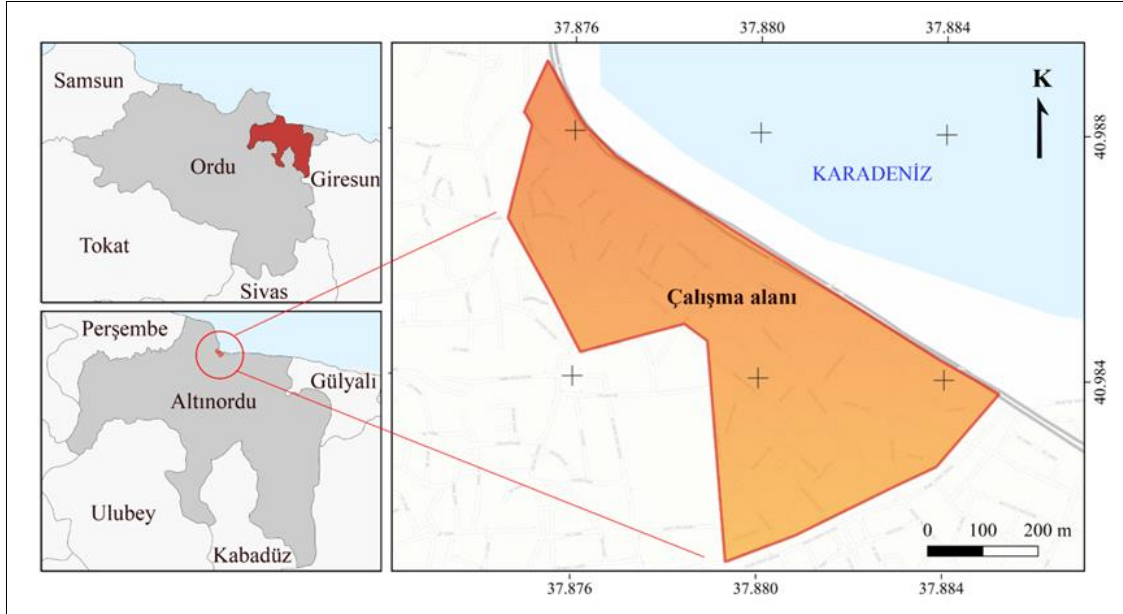 Samsun
Ordu
Giresun
Tokat
Sivas
Perşembe
Gülyalı
Altınordu
Ulubey
Kabadüz
37.876
37.880
37.884
K
40.988
KARADENİZ
Çalışma alanı
40.984
0 100 200 m
37.876
37.880
37.884